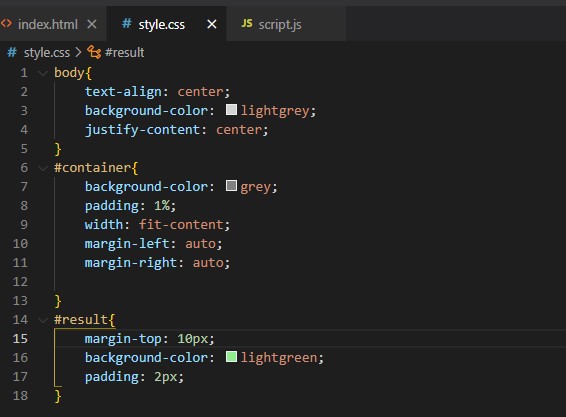 <> index.html ×
# style.css ×
JS script.js
# style.css > #result
1 body{
2 text-align: center;
3 background-color: lightgrey;
4 justify-content: center;
5 }
6 #container{
7 background-color: grey;
8 padding: 1%;
9 width: fit-content;
10 margin-left: auto;
11 margin-right: auto;
12
13 }
14 #result{
15 margin-top: 10px;
16 background-color: lightgreen;
17 padding: 2px;
18 }